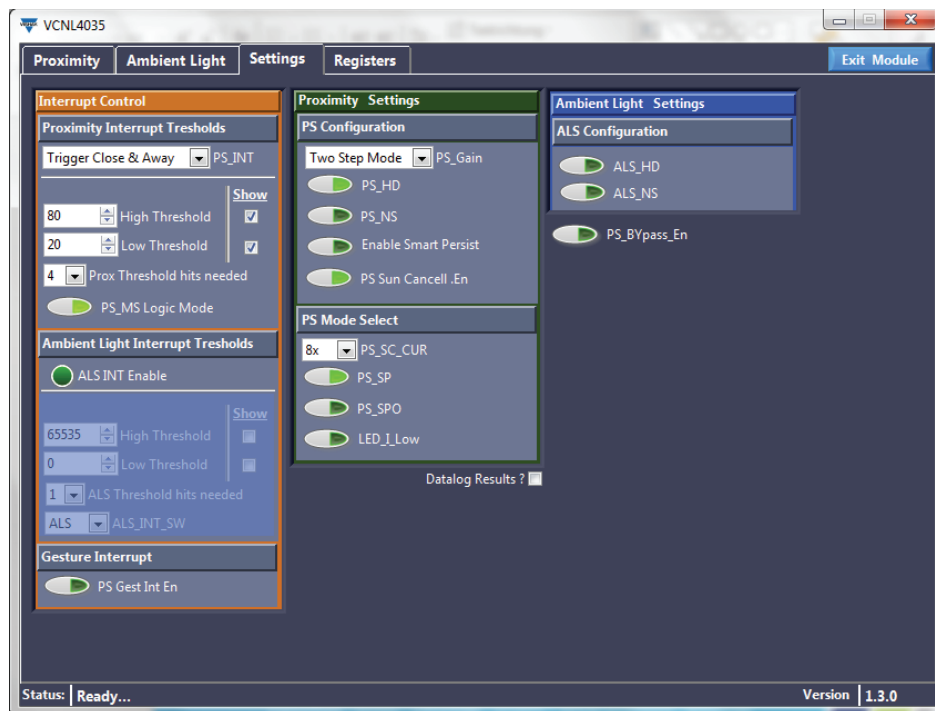 VCNL4035
Proximity
Ambient Light
Settings
Registers
Exit Module
Interrupt Control
Proximity Interrupt Tresholds
Trigger Close & Away PS_INT
Show
80 High Threshold
20 Low Threshold
4 Prox Threshold hits needed
PS_MS Logic Mode
Ambient Light Interrupt Tresholds
ALS INT Enable
Show
65535 High Threshold
0 Low Threshold
1 ALS Threshold hits needed
ALS ALS_INT_SW
Gesture Interrupt
PS Gest Int En
Proximity Settings
PS Configuration
Two Step Mode PS_Gain
PS_HD
PS_NS
Enable Smart Persist
PS Sun Cancell .En
PS Mode Select
8x PS_SC_CUR
PS_SP
PS_SPO
LED_I_Low
Datalog Results ?
Ambient Light Settings
ALS Configuration
ALS_HD
ALS_NS
PS_BYpass_En
Status: Ready...
Version 1.3.0